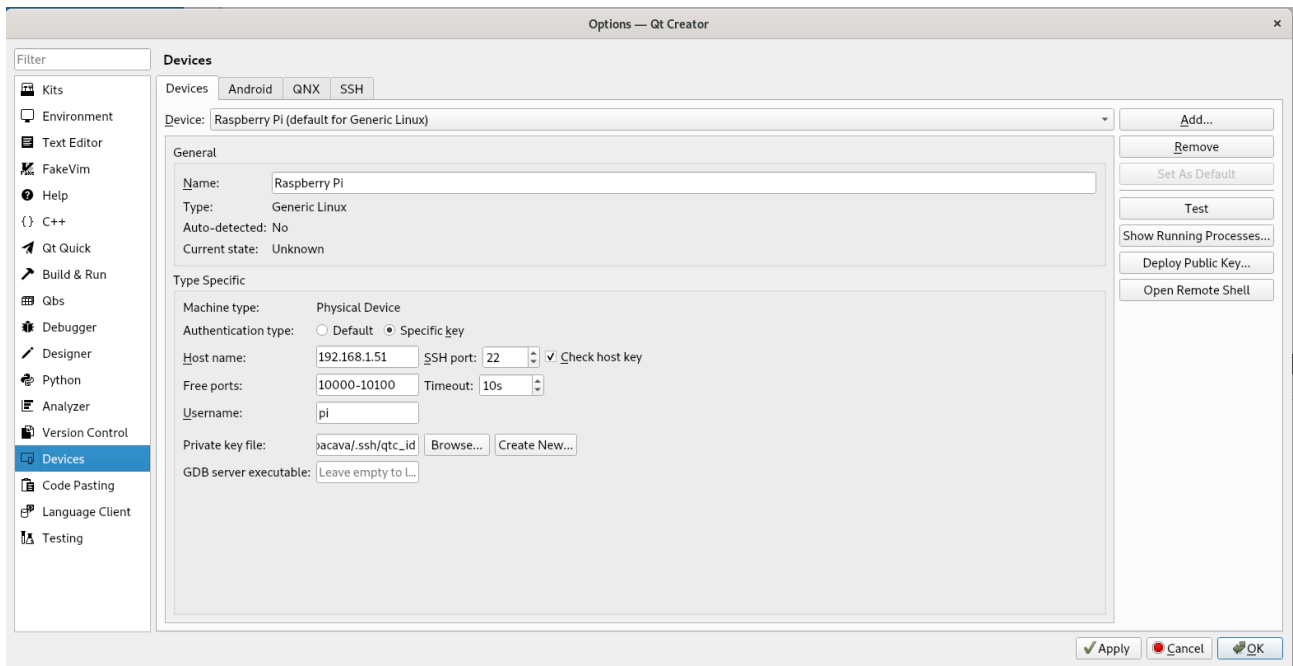 Options — Qt Creator
Filter
Kits
Environment
Text Editor
FakeVim
Help
C++
Qt Quick
Build & Run
Qbs
Debugger
Designer
Python
Analyzer
Version Control
Devices
Code Pasting
Language Client
Testing
Devices
Devices Android QNX SSH
Device: Raspberry Pi (default for Generic Linux)
General
Name: Raspberry Pi
Type: Generic Linux
Auto-detected: No
Current state: Unknown
Type Specific
Machine type: Physical Device
Authentication type: Default Specific key
Host name: 192.168.1.51 SSH port: 22 Check host key
Free ports: 10000-10100 Timeout: 10s
Username: pi
Private key file: pacava/.ssh/qtc_id Browse... Create New...
GDB server executable: Leave empty to l...
Add...
Remove
Set As Default
Test
Show Running Processes...
Deploy Public Key...
Open Remote Shell
Apply Cancel OK